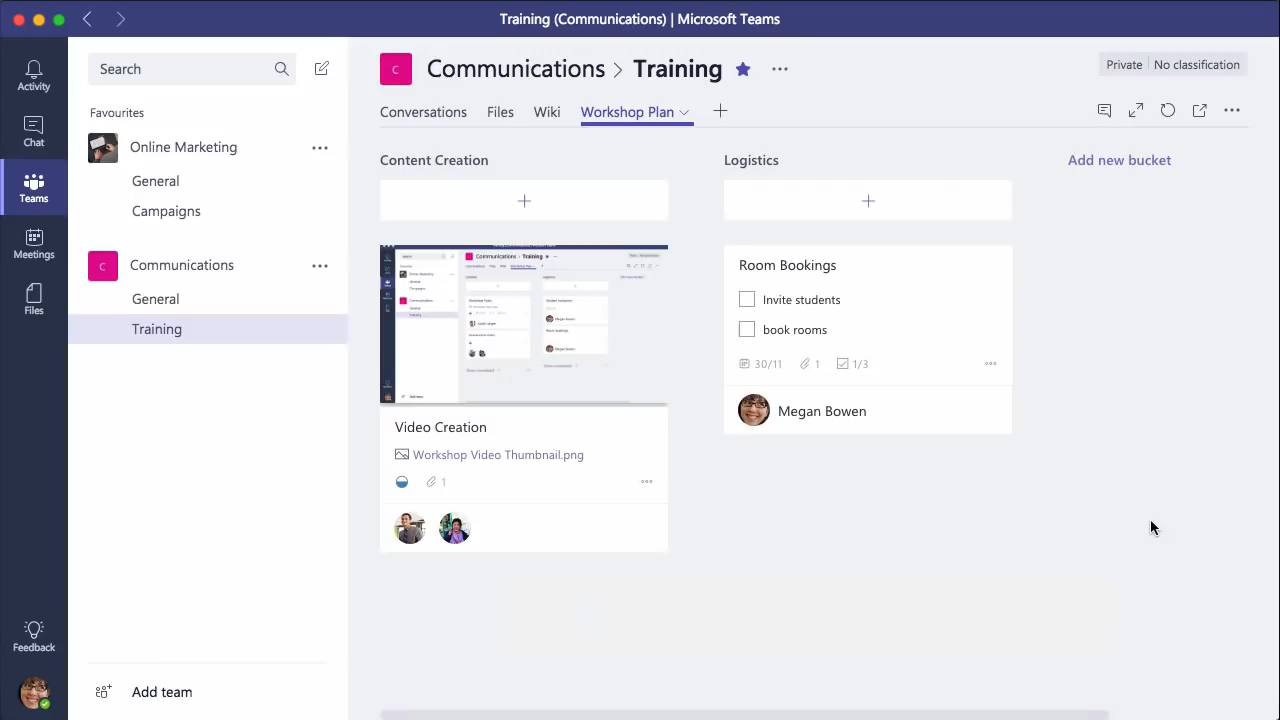 Training (Communications) | Microsoft Teams
Activity
Chat
Teams
Meetings
Files
Feedback
Search
Favourites
Online Marketing
General
Campaigns
C
Communications
General
Training
Add team
C
Communications > Training
Private | No classification
Conversations
Files
Wiki
Workshop Plan
Content Creation
Video Creation
Workshop Video Thumbnail.png
1
Logistics
Room Bookings
Invite students
book rooms
30/11 1 1/3
Megan Bowen
Add new bucket